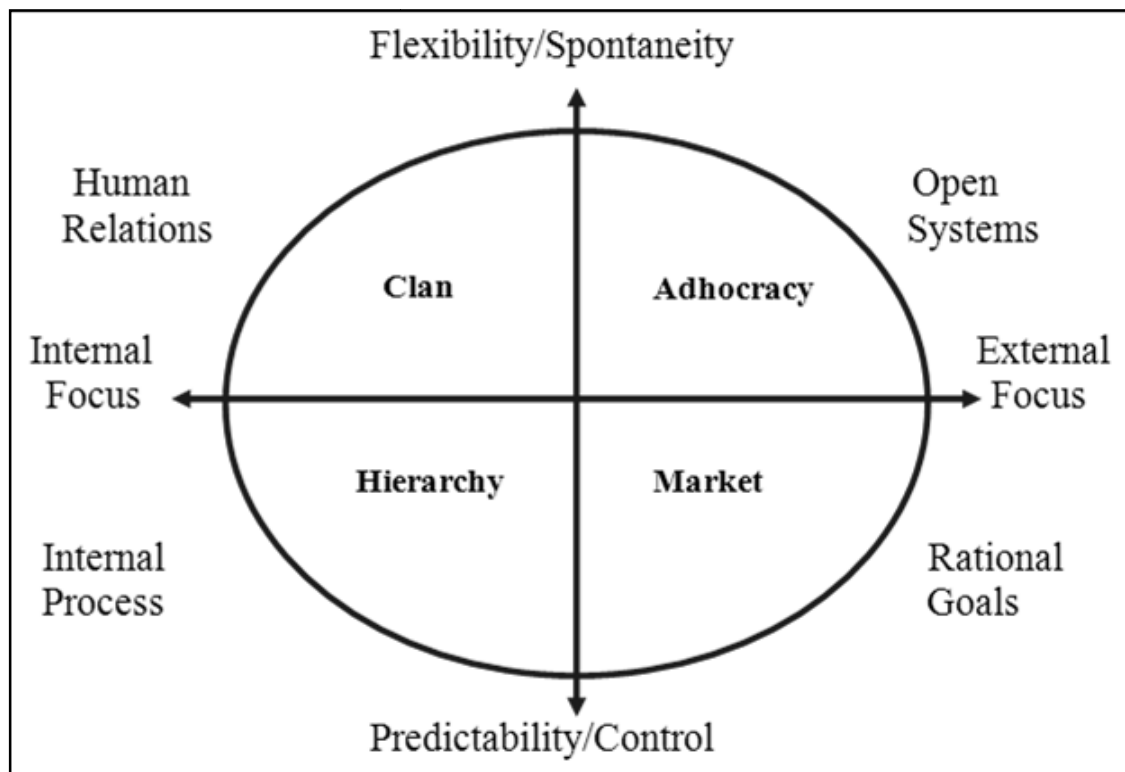 Flexibility/Spontaneity
Human
Relations
Open
Systems
Clan
Adhocracy
Internal
Focus
External
Focus
Hierarchy
Market
Internal
Process
Rational
Goals
Predictability/Control